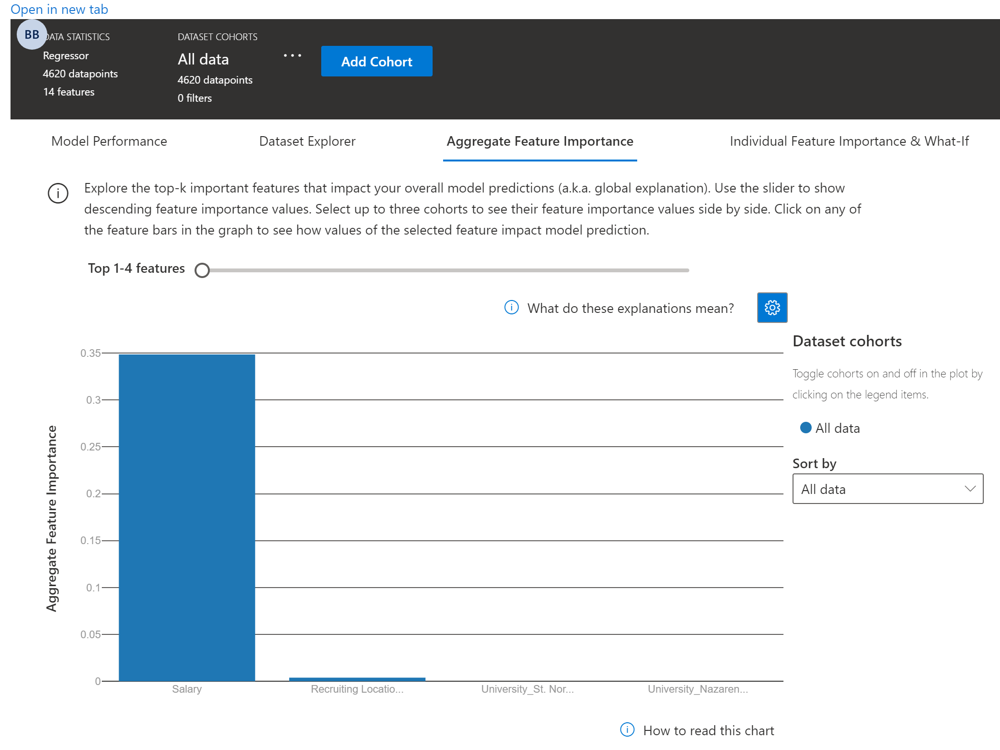 Open in new tab
BB
DATA STATISTICS
Regressor
4620 datapoints
14 features
DATASET COHORTS
All data
4620 datapoints
0 filters
...
Add Cohort
Model Performance
Dataset Explorer
Aggregate Feature Importance
Individual Feature Importance & What-If
Explore the top-k important features that impact your overall model predictions (a.k.a. global explanation). Use the slider to show
descending feature importance values. Select up to three cohorts to see their feature importance values side by side. Click on any of
the feature bars in the graph to see how values of the selected feature impact model prediction.
Top 1-4 features
What do these explanations mean?
Aggregate Feature Importance
0.35
0.3
0.25
0.2
0.15
0.1
0.05
0
Salary
Recruiting Locatio...
University_St. Nor...
University_Nazaren...
Dataset cohorts
Toggle cohorts on and off in the plot by
clicking on the legend items.
All data
Sort by
All data
How to read this chart